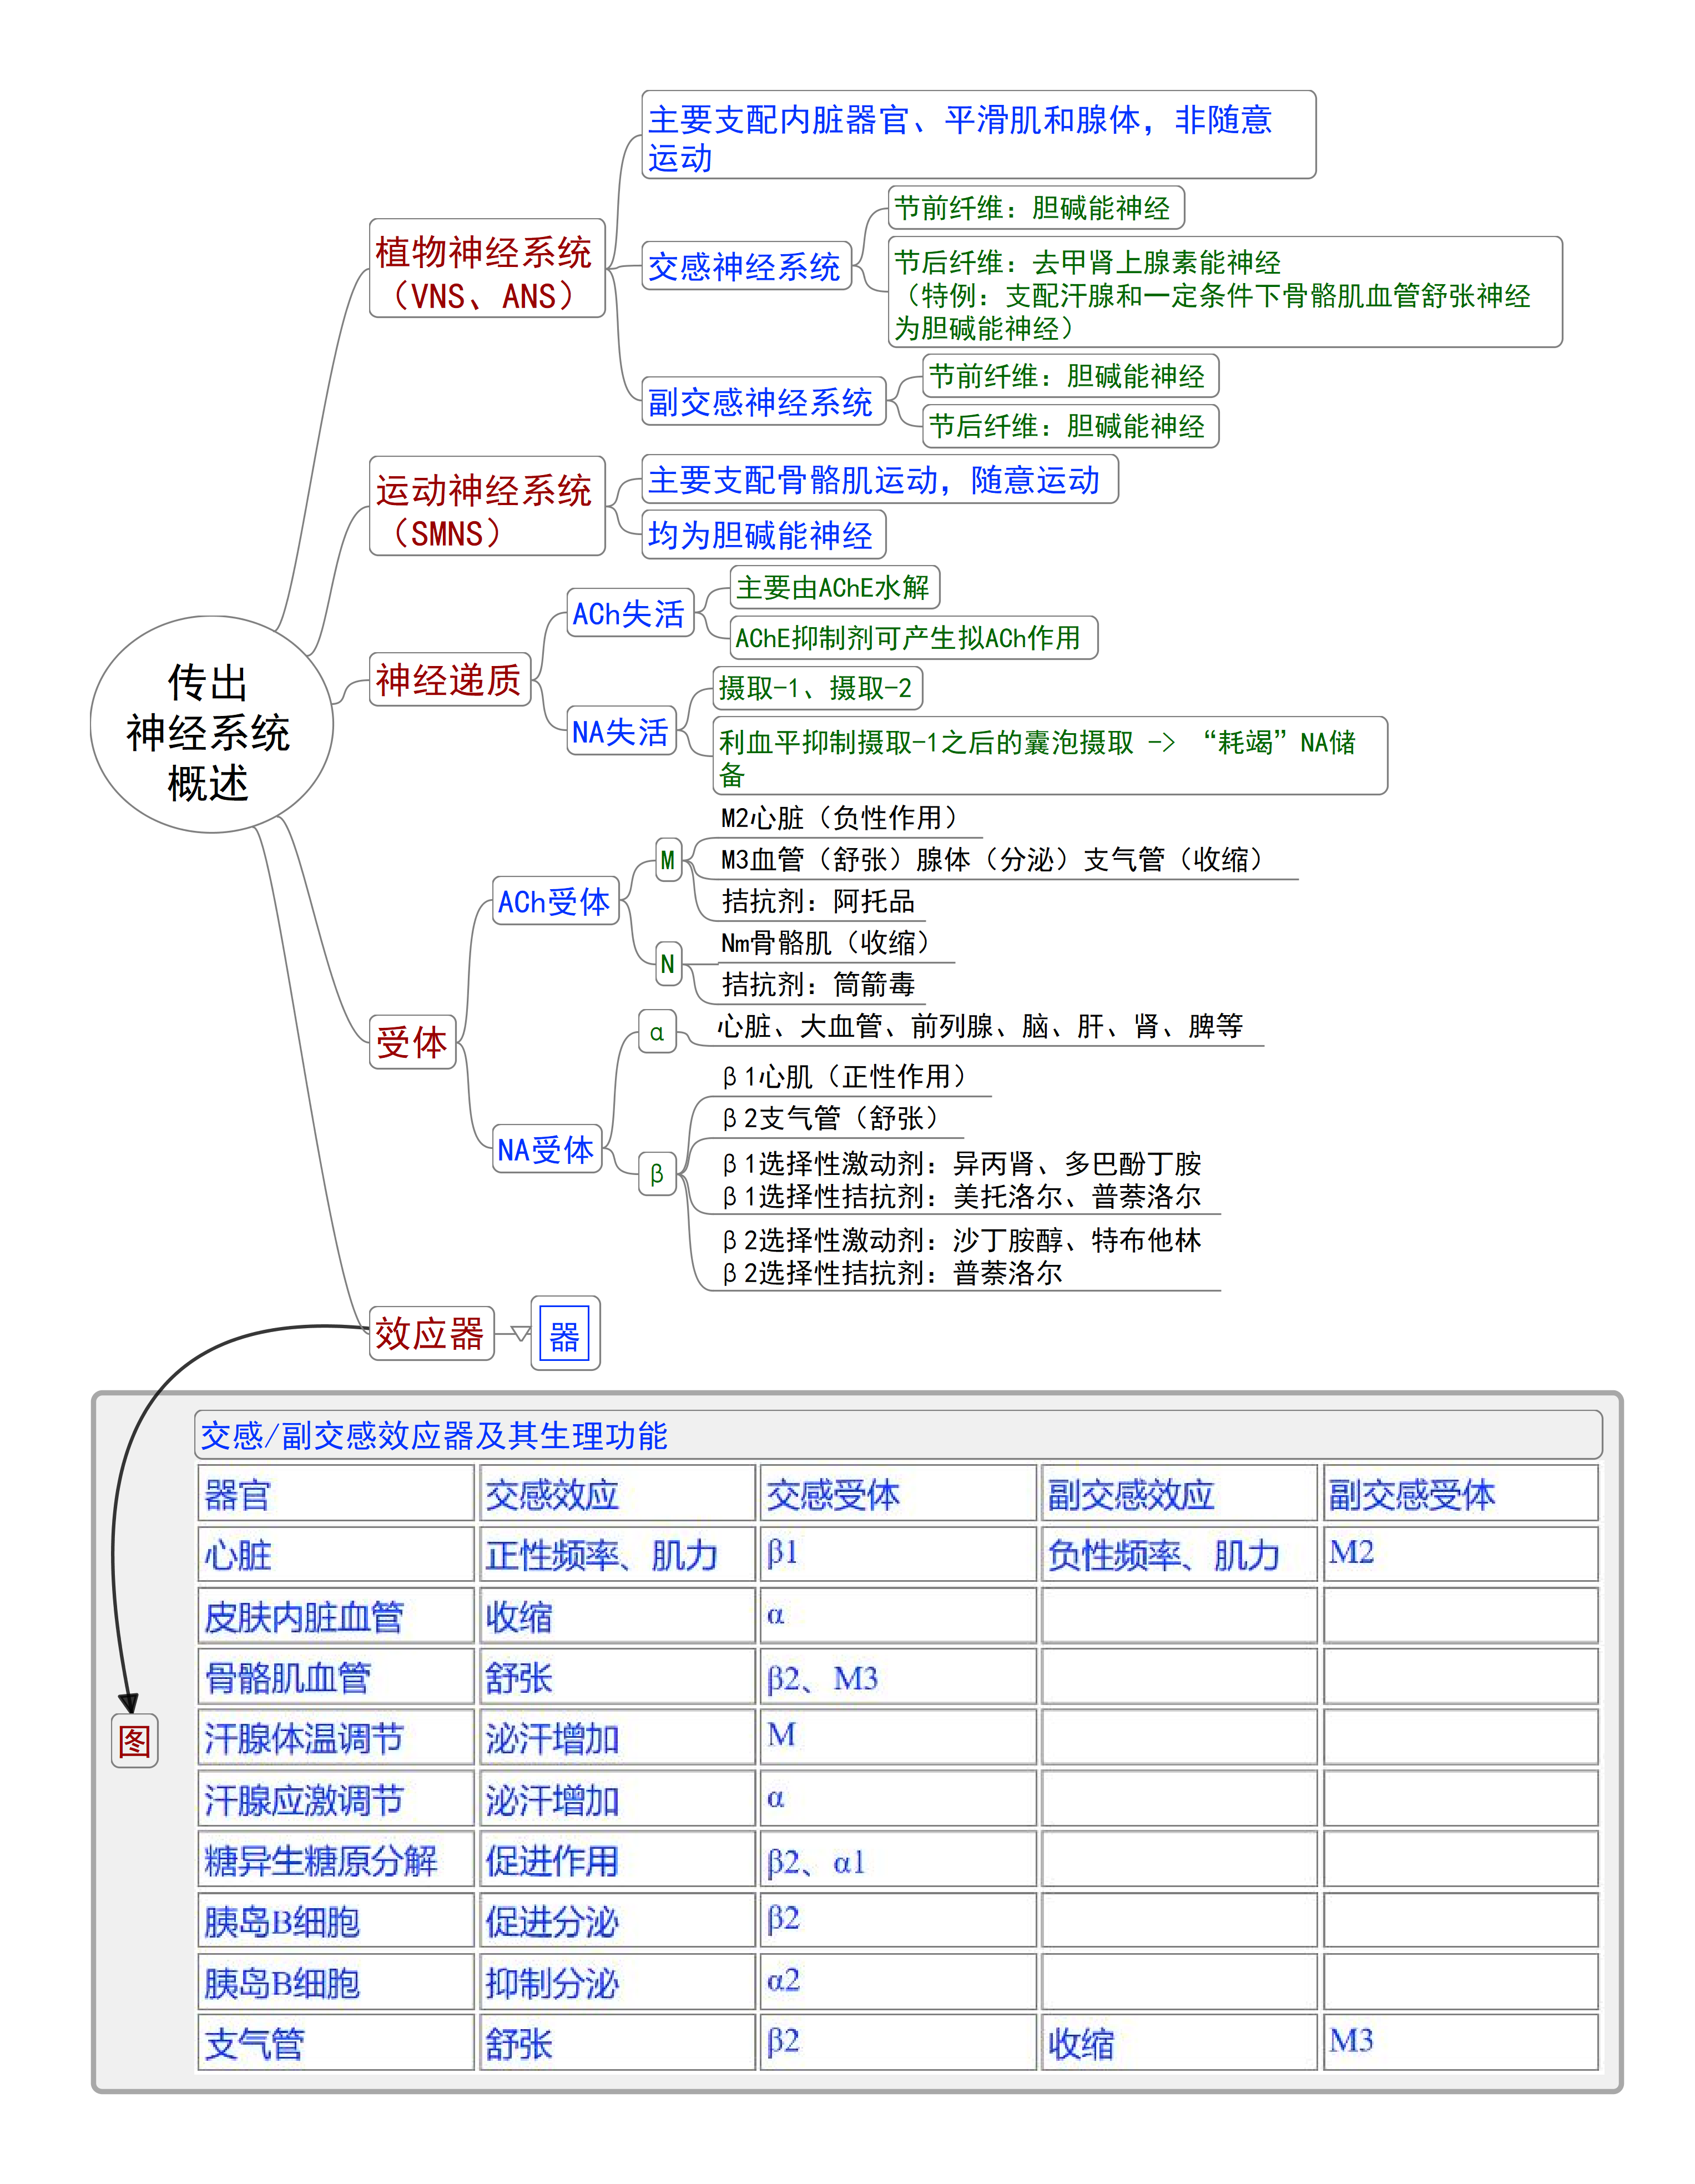 主要支配内脏器官、平滑肌和腺体，非随意
运动
节前纤维：胆碱能神经
植物神经系统
（VNS、ANS）
交感神经系统
节后纤维：去甲肾上腺素能神经
（特例：支配汗腺和一定条件下骨骼肌血管舒张神经
为胆碱能神经）
副交感神经系统
节前纤维：胆碱能神经
节后纤维：胆碱能神经
运动神经系统
（SMNS）
主要支配骨骼肌运动，随意运动
均为胆碱能神经
传出
神经系统
概述
神经递质
ACh失活
主要由AChE水解
AChE抑制剂可产生拟ACh作用
NA失活
摄取-1、摄取-2
利血平抑制摄取-1之后的囊泡摄取 -> “耗竭”NA储
备
受体
ACh受体
M
M2心脏（负性作用）
M3血管（舒张）腺体（分泌）支气管（收缩）
拮抗剂：阿托品
N
Nm骨骼肌（收缩）
拮抗剂：筒箭毒
NA受体
α
心脏、大血管、前列腺、脑、肝、肾、脾等
β
β1心肌（正性作用）
β2支气管（舒张）
β1选择性激动剂：异丙肾、多巴酚丁胺
β1选择性拮抗剂：美托洛尔、普萘洛尔
β2选择性激动剂：沙丁胺醇、特布他林
β2选择性拮抗剂：普萘洛尔
效应器
器
图
交感/副交感效应器及其生理功能
器官 交感效应 交感受体 副交感效应 副交感受体
心脏 正性频率、肌力 β1 负性频率、肌力 M2
皮肤内脏血管 收缩 α
骨骼肌血管 舒张 β2、M3
汗腺体温调节 泌汗增加 M
汗腺应激调节 泌汗增加 α
糖异生糖原分解 促进作用 β2、α1
胰岛B细胞 促进分泌 β2
胰岛B细胞 抑制分泌 α2
支气管 舒张 β2 收缩 M3